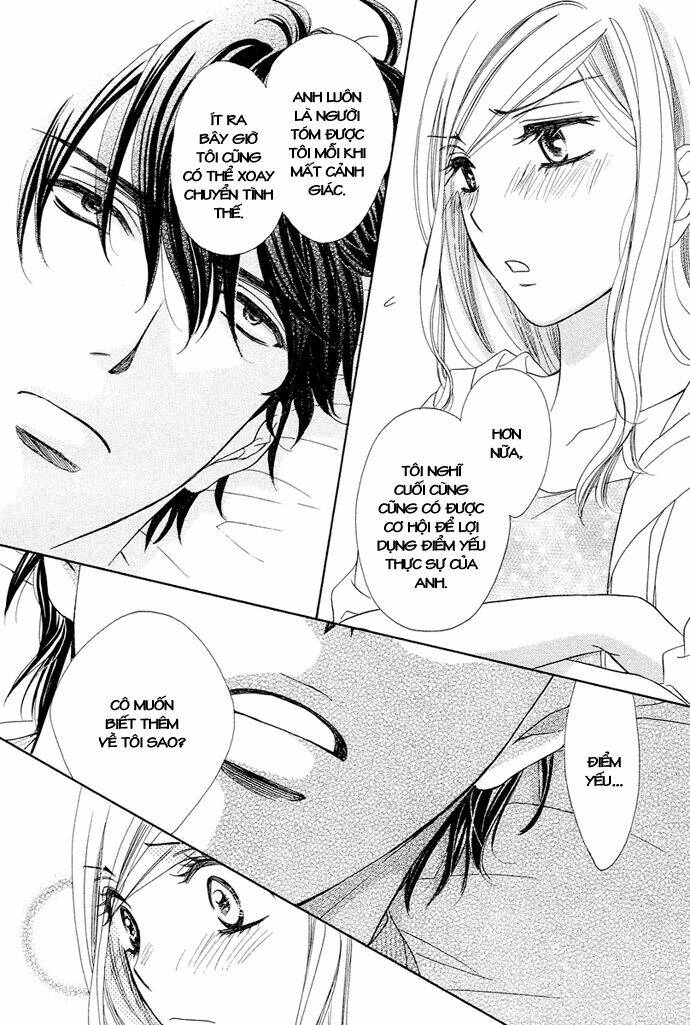 ANH LUÔN
LÀ NGƯỜI
TÓM ĐƯỢC
TÔI MỖI KHI
MẤT CẢNH
GIÁC.
ÍT RA
BÂY GIỜ
TÔI CŨNG
CÓ THỂ XOAY
CHUYỂN TÌNH
THẾ.
HƠN
NỮA,
TÔI NGHĨ
CUỐI CÙNG
CŨNG CÓ ĐƯỢC
CƠ HỘI ĐỂ LỢI
DỤNG ĐIỂM YẾU
THỰC SỰ CỦA
ANH.
ĐIỂM
YẾU...
CÔ MUỐN
BIẾT THÊM
VỀ TÔI SAO?